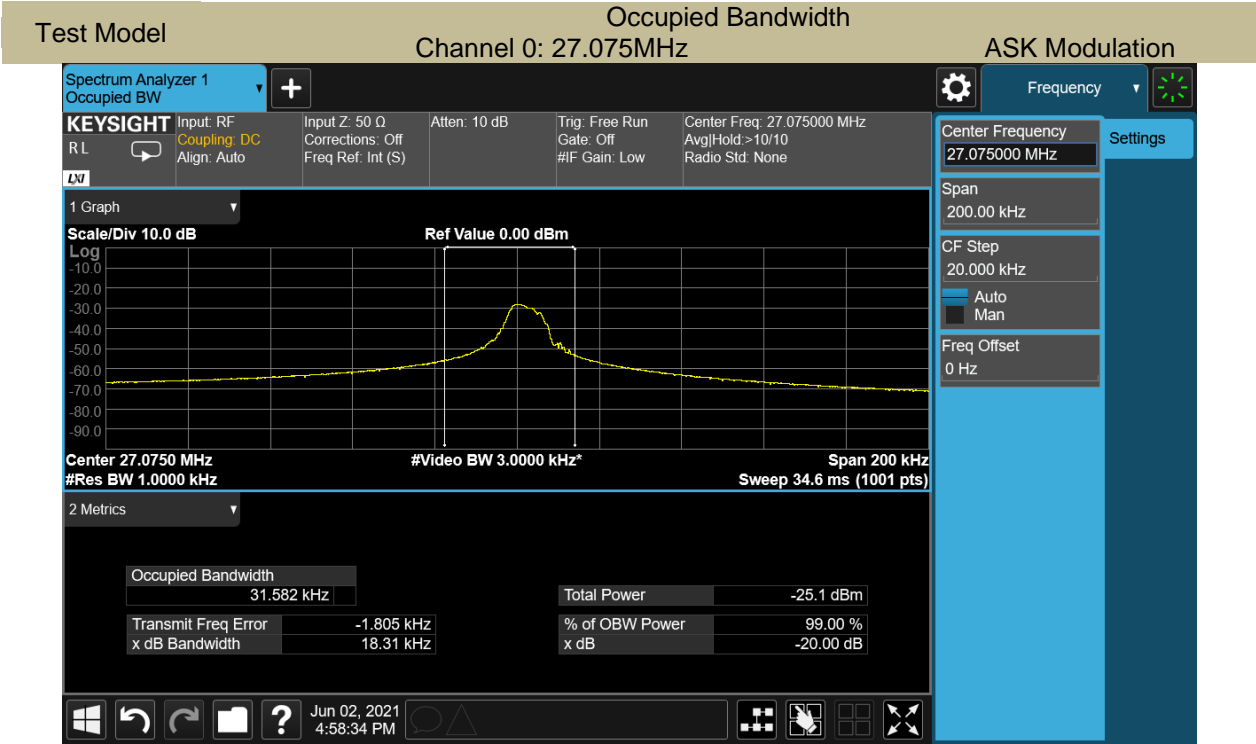 Test Model
Occupied Bandwidth
Channel 0: 27.075MHz
ASK Modulation
Spectrum Analyzer 1
Occupied BW
Frequency
KEYSIGHT
RL
LXI
Input: RF
Coupling: DC
Align: Auto
Input Z: 50 Ω
Corrections: Off
Freq Ref: Int (S)
Atten: 10 dB
Trig: Free Run
Gate: Off
#IF Gain: Low
Center Freq: 27.075000 MHz
Avg|Hold:>10/10
Radio Std: None
Center Frequency
27.075000 MHz
Settings
Span
200.00 kHz
CF Step
20.000 kHz
Auto
Man
Freq Offset
0 Hz
1 Graph
Scale/Div 10.0 dB
Ref Value 0.00 dBm
Log
-10.0
-20.0
-30.0
-40.0
-50.0
-60.0
-70.0
-80.0
-90.0
Center 27.0750 MHz
#Video BW 3.0000 kHz*
Span 200 kHz
#Res BW 1.0000 kHz
Sweep 34.6 ms (1001 pts)
2 Metrics
Occupied Bandwidth
31.582 kHz
Total Power -25.1 dBm
Transmit Freq Error -1.805 kHz
% of OBW Power 99.00 %
x dB Bandwidth 18.31 kHz
x dB -20.00 dB
?
Jun 02, 2021
4:58:34 PM